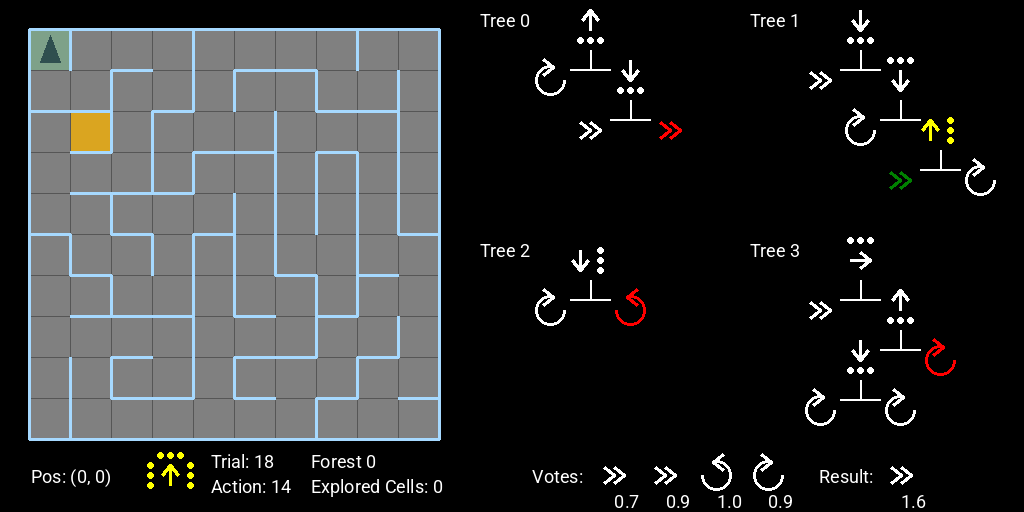 Tree 0
Tree 1
Tree 2
Tree 3
Pos: (0, 0)
Trial: 18
Forest 0
Action: 14
Explored Cells: 0
Votes:
Result:
0.7
0.9
1.0
0.9
1.6